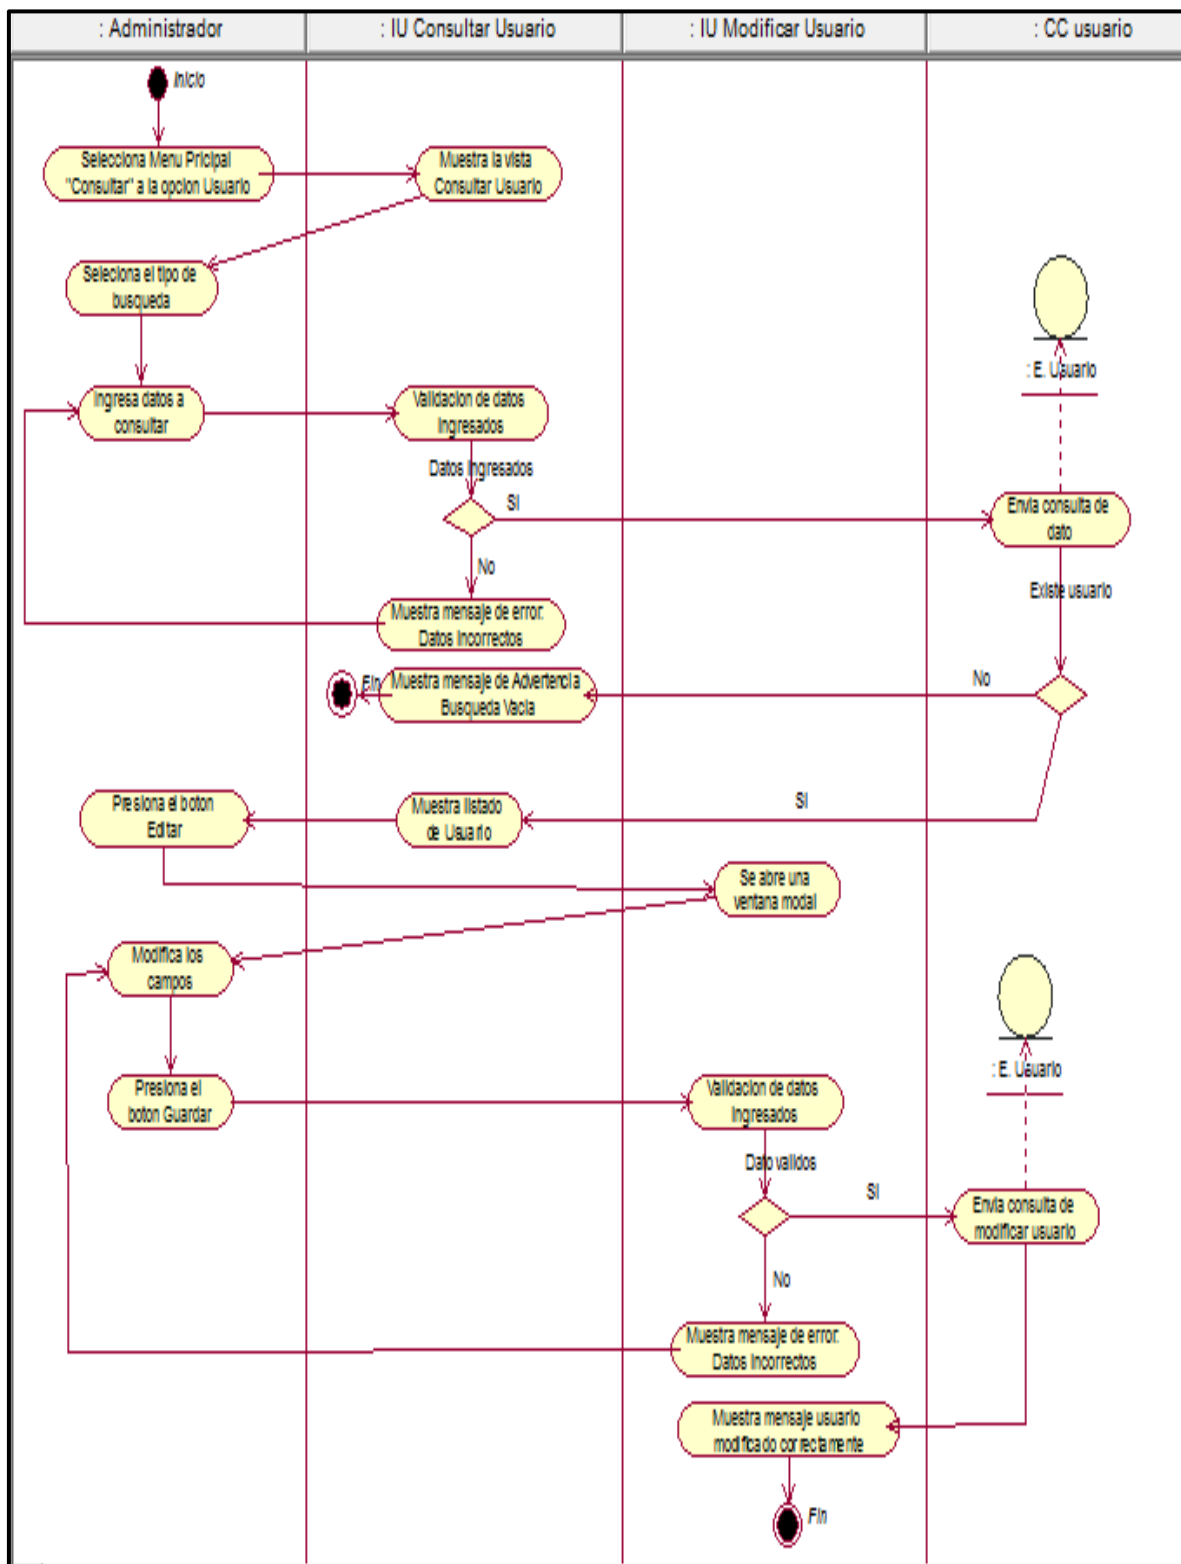 : Administrador
: IU Consultar Usuario
: IU Modificar Usuario
: CC usuario
Inicio
Selecciona Menu Pricipal
"Consultar" a la opcion Usuario
Muestra la vista
Consultar Usuario
Seleciona el tipo de
busqueda
: E. Usuario
Ingresa datos a
consultar
Validacion de datos
Ingresados
Datos Ingresados
SI
Envia consulta de
dato
No
Existe usuario
Muestra mensaje de error:
Datos Incorrectos
Fin
Muestra mensaje de Advertencia
Busqueda Vacia
No
Presiona el boton
Editar
Muestra listado
de Usuario
SI
Se abre una
ventana modal
Modifica los
campos
: E. Usuario
Presiona el
boton Guardar
Validacion de datos
Ingresados
Dato validos
SI
Envia consulta de
modificar usuario
No
Muestra mensaje de error:
Datos Incorrectos
Muestra mensaje usuario
modificado correctamente
Fin